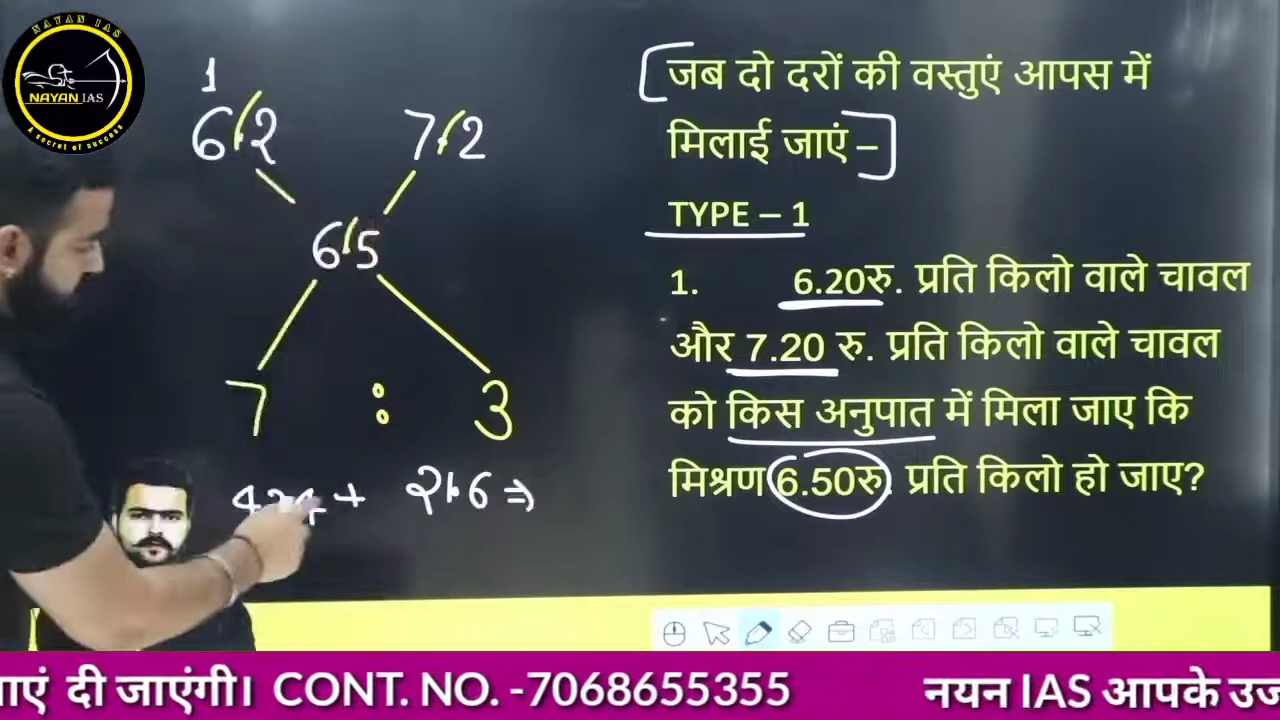 NAYAN IAS
NAYAN IAS
A secret of success
1
6.2 7.2
6.5
7 : 3
+ 21.6 ⇒
[जब दो दरों की वस्तुएं आपस में
मिलाई जाएं –]
TYPE – 1
1. 6.20रु. प्रति किलो वाले चावल
और 7.20 रु. प्रति किलो वाले चावल
को किस अनुपात में मिला जाए कि
मिश्रण 6.50रु. प्रति किलो हो जाए?
दी जाएंगी। CONT. NO. -7068655355 नयन IAS आपके